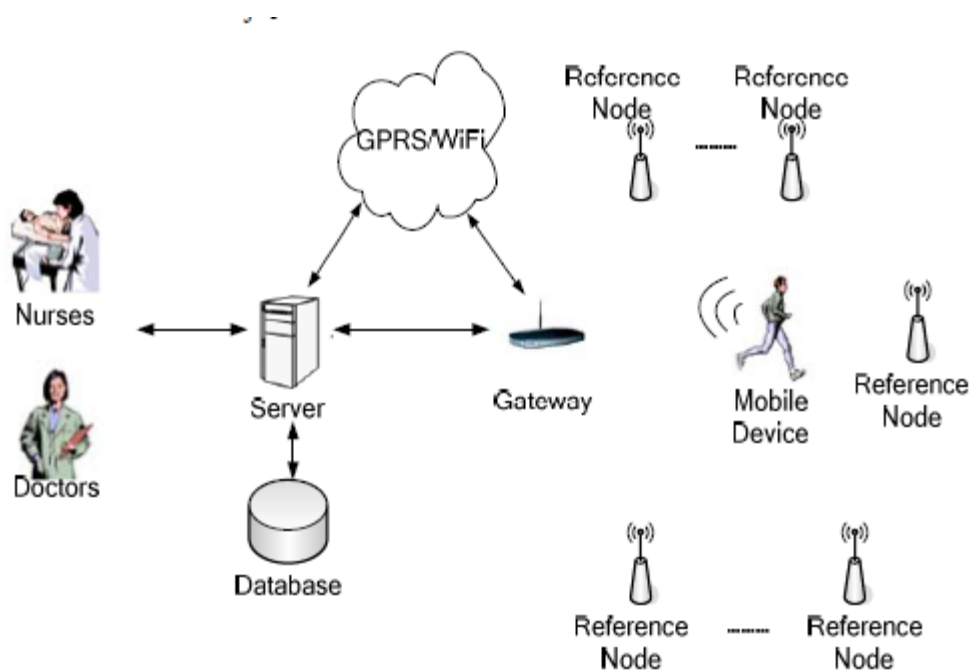 Reference
Node
Reference
Node
GPRS/WiFi
Nurses
Server
Gateway
Mobile
Device
Reference
Node
Doctors
Database
Reference
Node
Reference
Node